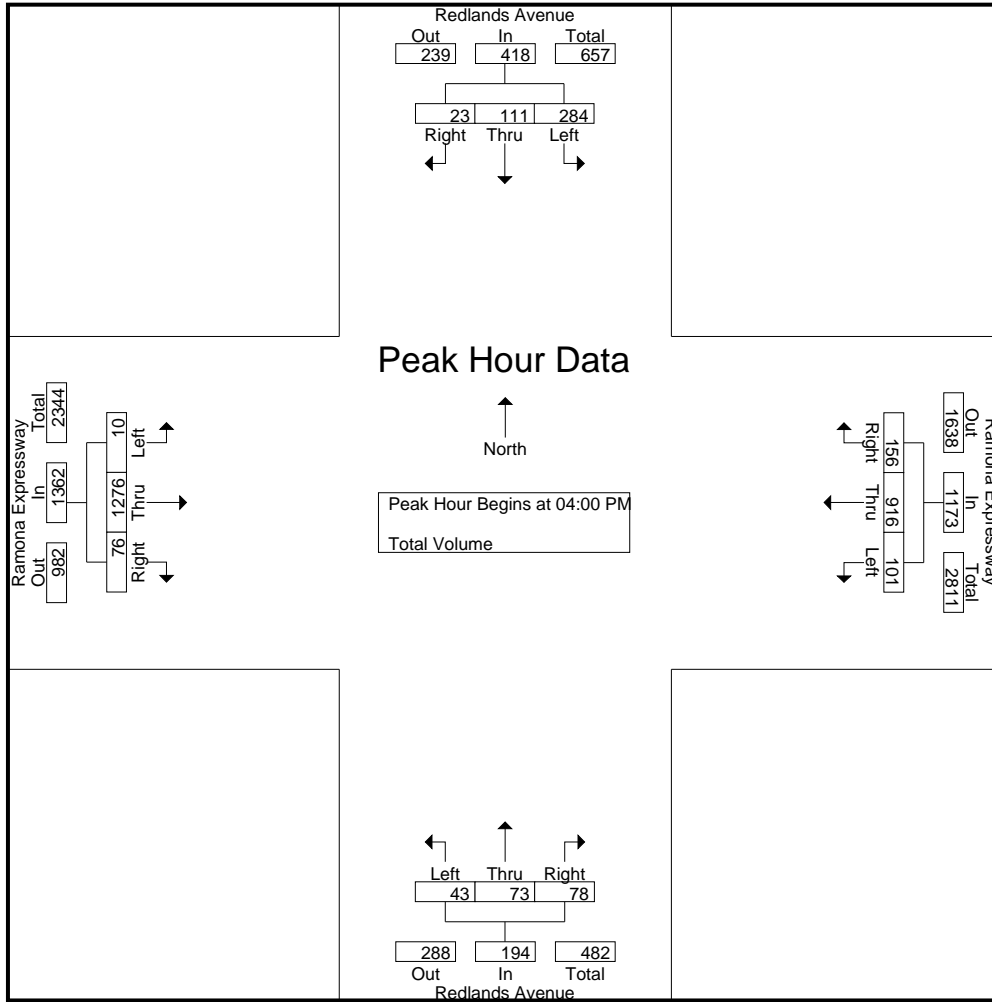 Redlands Avenue
Out In Total
239 418 657
23 111 284
Right Thru Left
Peak Hour Data
North
Peak Hour Begins at 04:00 PM
Total Volume
Ramona Expressway
Total In Out
2344 1362 982
10 1276 76
Left Thru Right
Ramona Expressway
Out In Total
1638 1173 2811
156 916 101
Right Thru Left
Left Thru Right
43 73 78
288 194 482
Out In Total
Redlands Avenue